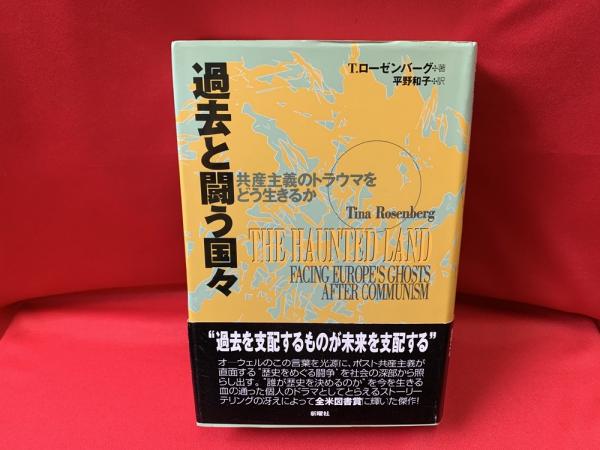 T.ローゼンバーグ✢著
平野和子✢訳
過去と闘う国々
共産主義のトラウマを
どう生きるか
Tina Rosenberg
THE HAUNTED LAND
FACING EUROPE'S GHOSTS
AFTER COMMUNISM
“過去を支配するものが未来を支配する”
オーウェルのこの言葉を光源に、ポスト共産主義が
直面する“歴史をめぐる闘争”を社会の深部から照
らし出す。“誰が歴史を決めるのか”を今を生きる
血の通った個人のドラマとしてとらえるストーリー
テリングの冴えによって全米図書賞に輝いた傑作!
新曜社